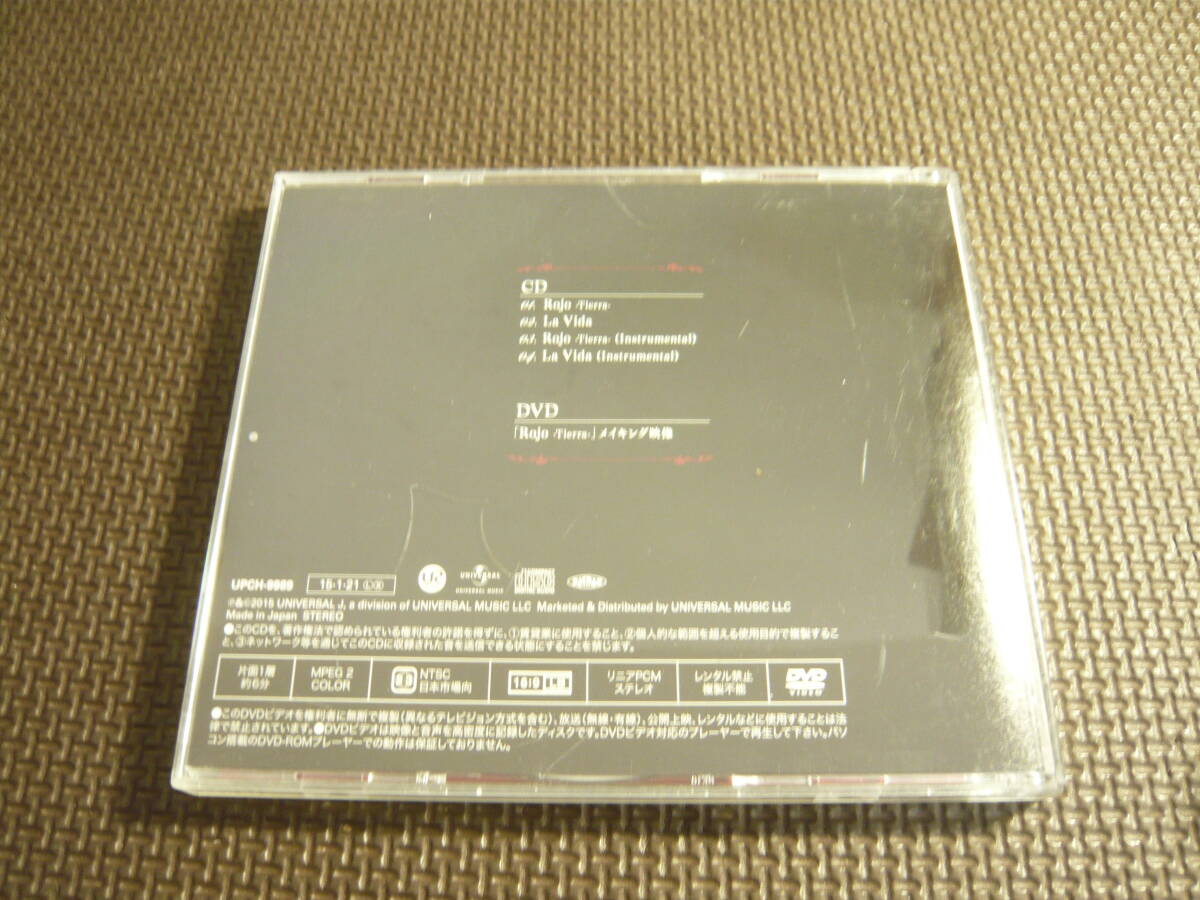 CD
01. Rojo -Tierra-
02. La Vida
03. Rojo -Tierra- (Instrumental)
04. La Vida (Instrumental)
DVD
「Rojo -Tierra-」メイキング映像
UPCH-9989 15・1・21
UNIVERSAL
UNIVERSAL MUSIC
COMPACT
DIGITAL AUDIO
℗&©2015 UNIVERSAL J, a division of UNIVERSAL MUSIC LLC Marketed & Distributed by UNIVERSAL MUSIC LLC
Made in Japan STEREO
●このCDを、著作権法で認められている権利者の許諾を得ずに、①賃貸業に使用すること、②個人的な範囲を超える使用目的で複製するこ
と、③ネットワーク等を通じてこのCDに収録された音を送信できる状態にすることを禁じます。
片面1層 MPEG 2 NTSC 16:9 リニアPCM レンタル禁止 DVD
約6分 COLOR 日本市場向 ステレオ 複製不能 VIDEO
●このDVDビデオを権利者に無断で複製(異なるテレビジョン方式を含む)、放送(無線・有線)、公開上映、レンタルなどに使用することは法
律で禁止されています。●DVDビデオは映像と音声を高密度に記録したディスクです。DVDビデオ対応のプレーヤーで再生して下さい。パソ
コン搭載のDVD-ROMプレーヤーでの動作は保証しておりません。